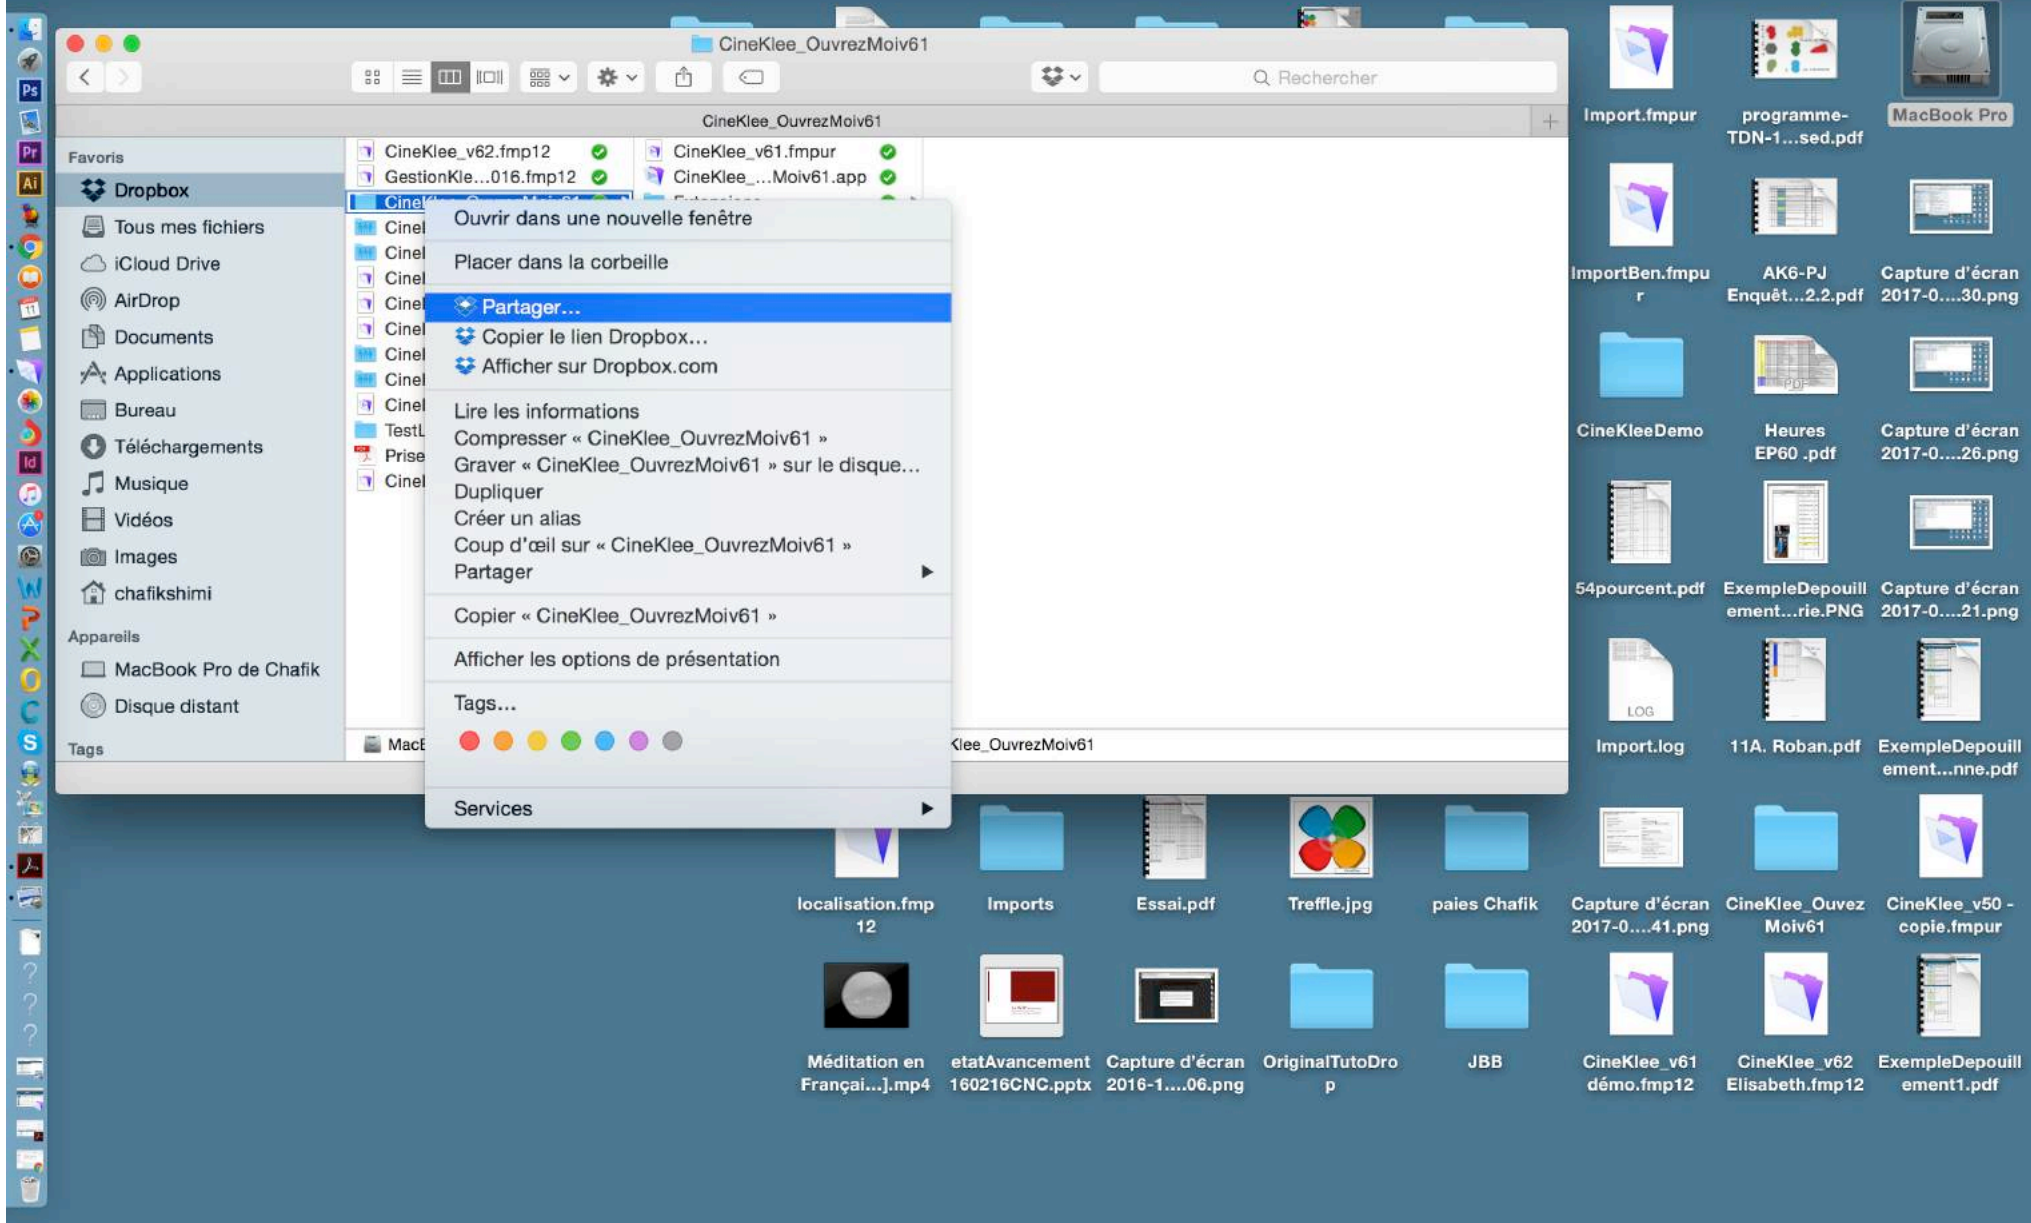 CineKlee_OuvrezMoiv61
Rechercher
CineKlee_OuvrezMoiv61
Favoris
Dropbox
Tous mes fichiers
iCloud Drive
AirDrop
Documents
Applications
Bureau
Téléchargements
Musique
Vidéos
Images
chafikshimi
Appareils
MacBook Pro de Chafik
Disque distant
Tags
CineKlee_v62.fmp12
GestionKle...016.fmp12
CineKlee_v61.fmpur
CineKlee_...Moiv61.app
Ouvrir dans une nouvelle fenêtre
Placer dans la corbeille
Partager...
Copier le lien Dropbox...
Afficher sur Dropbox.com
Lire les informations
Compresser « CineKlee_OuvrezMoiv61 »
Graver « CineKlee_OuvrezMoiv61 » sur le disque...
Dupliquer
Créer un alias
Coup d'œil sur « CineKlee_OuvrezMoiv61 »
Partager
Copier « CineKlee_OuvrezMoiv61 »
Afficher les options de présentation
Tags...
Services
Prise
Klee_OuvrezMoiv61
Import.fmpur
programme-
TDN-1...sed.pdf
MacBook Pro
ImportBen.fmpu
r
AK6-PJ
Enquêt...2.2.pdf
Capture d'écran
2017-0....30.png
CineKleeDemo
Heures
EP60 .pdf
Capture d'écran
2017-0....26.png
54pourcent.pdf
ExempleDepouill
ement...rie.PNG
Capture d'écran
2017-0....21.png
LOG
Import.log
11A. Roban.pdf
ExempleDepouill
ement...nne.pdf
localisation.fmp
12
Imports
Essai.pdf
Treffle.jpg
paies Chafik
Capture d'écran
2017-0....41.png
CineKlee_Ouvez
Moiv61
CineKlee_v50 -
copie.fmpur
Méditation en
Françai...].mp4
etatAvancement
160216CNC.pptx
Capture d'écran
2016-1....06.png
OriginalTutoDro
p
JBB
CineKlee_v61
démo.fmp12
CineKlee_v62
Elisabeth.fmp12
ExempleDepouill
ement1.pdf
Ps
Pr
Ai
Id